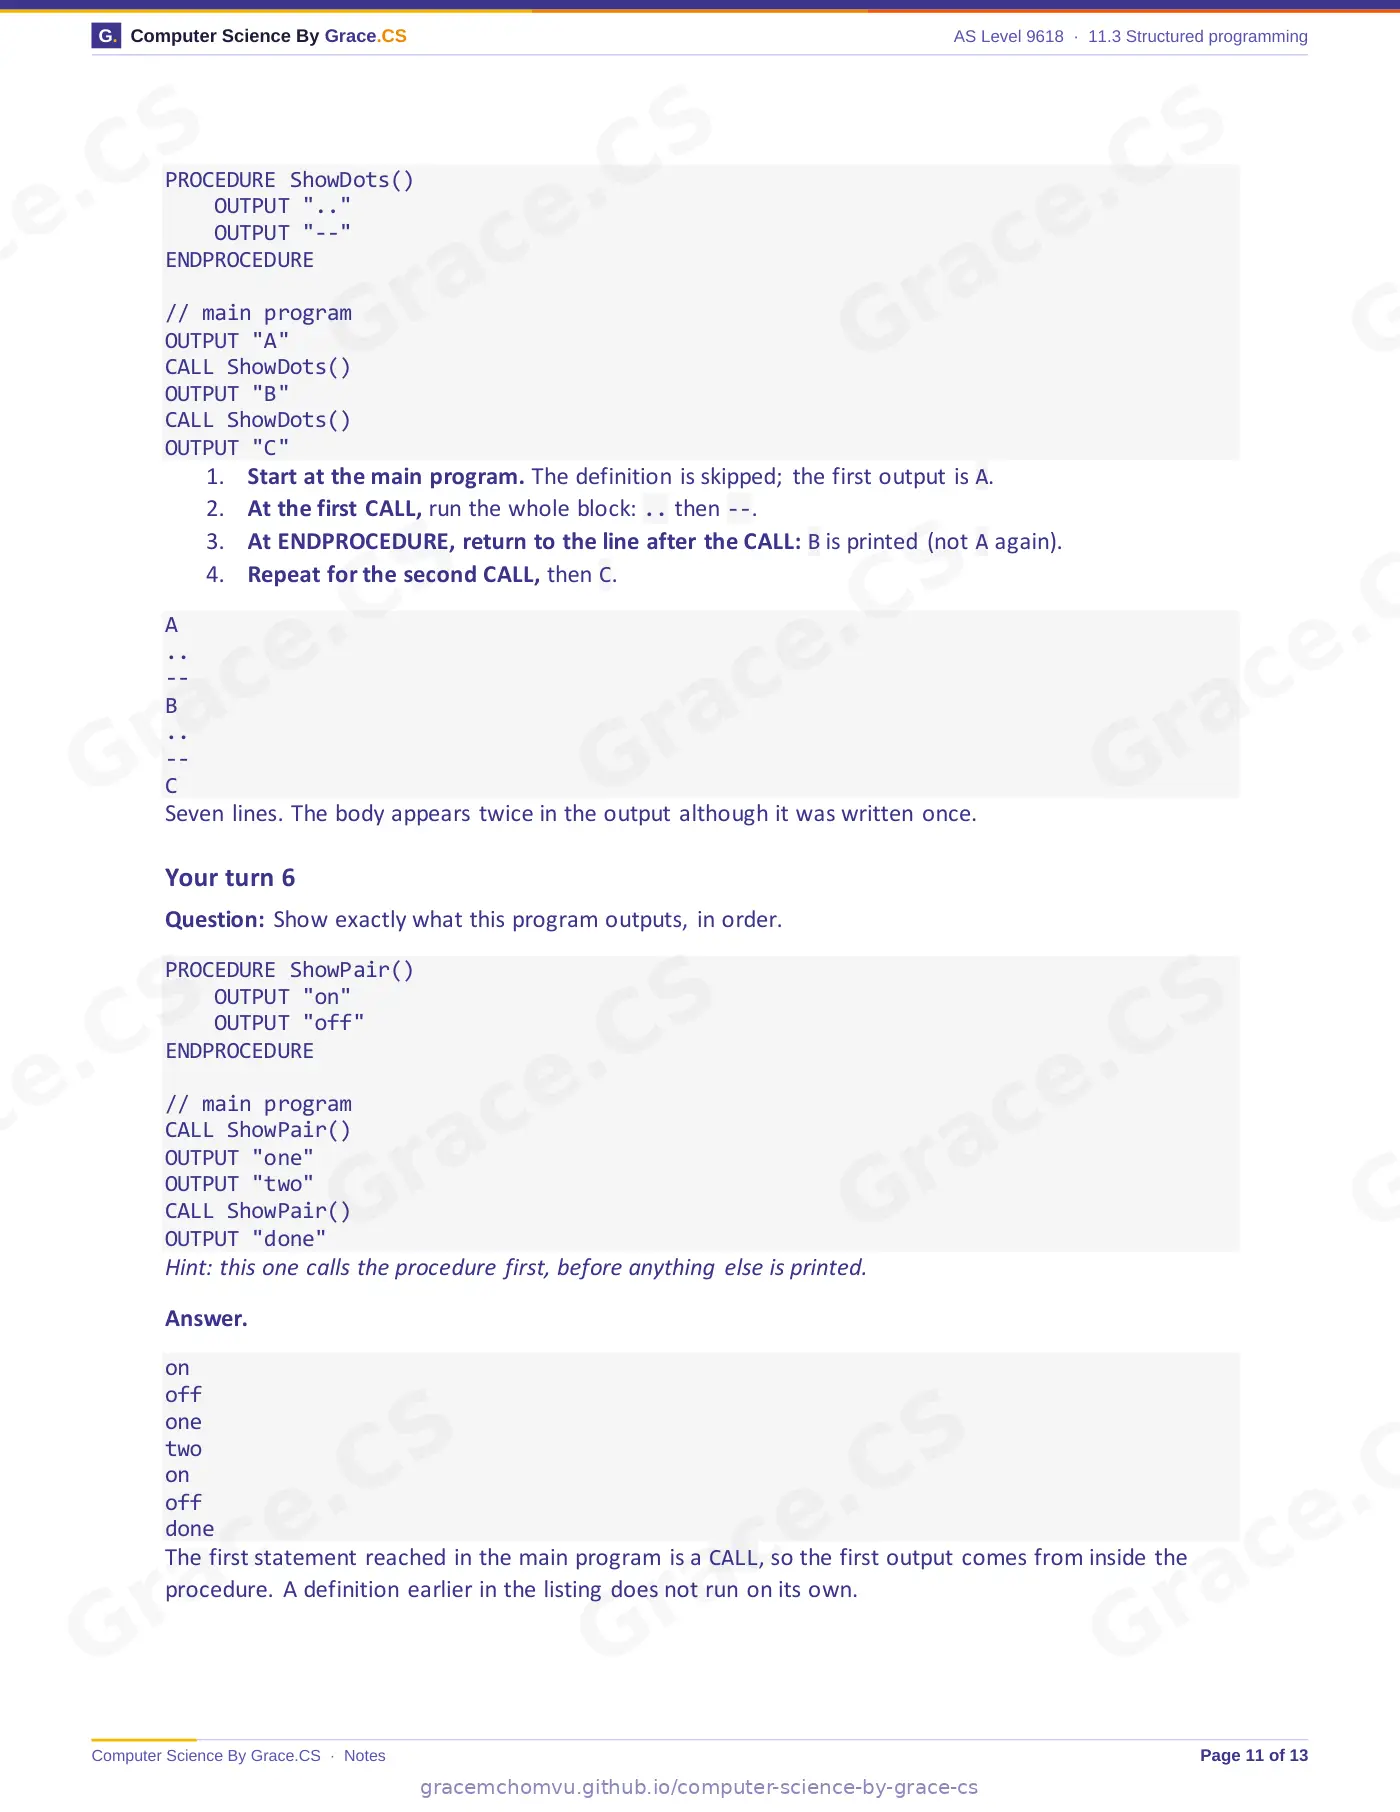 G. Computer Science By Grace.CS
AS Level 9618 · 11.3 Structured programming
PROCEDURE ShowDots()
    OUTPUT ".."
    OUTPUT "--"
ENDPROCEDURE
// main program
OUTPUT "A"
CALL ShowDots()
OUTPUT "B"
CALL ShowDots()
OUTPUT "C"
1. Start at the main program. The definition is skipped; the first output is A.
2. At the first CALL, run the whole block: .. then --.
3. At ENDPROCEDURE, return to the line after the CALL: B is printed (not A again).
4. Repeat for the second CALL, then C.
A
..
--
B
..
--
C
Seven lines. The body appears twice in the output although it was written once.
Your turn 6
Question: Show exactly what this program outputs, in order.
PROCEDURE ShowPair()
    OUTPUT "on"
    OUTPUT "off"
ENDPROCEDURE
// main program
CALL ShowPair()
OUTPUT "one"
OUTPUT "two"
CALL ShowPair()
OUTPUT "done"
Hint: this one calls the procedure first, before anything else is printed.
Answer.
on
off
one
two
on
off
done
The first statement reached in the main program is a CALL, so the first output comes from inside the
procedure. A definition earlier in the listing does not run on its own.
Computer Science By Grace.CS · Notes
Page 11 of 13
gracemchomvu.github.io/computer-science-by-grace-cs